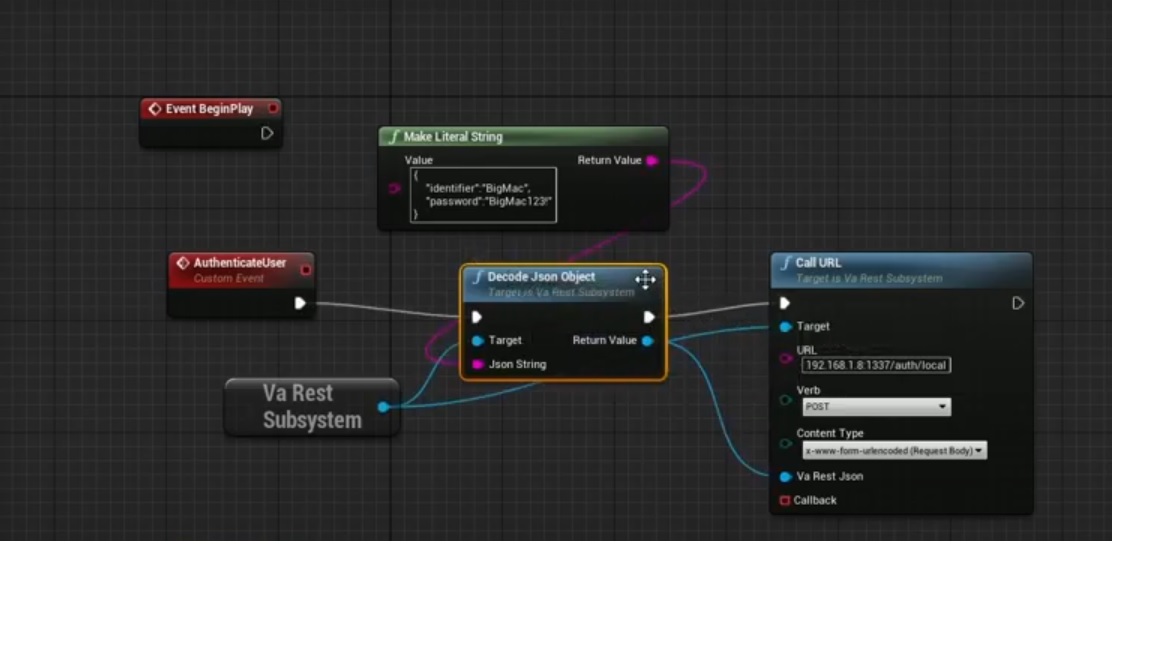 Event BeginPlay
Make Literal String
Value
Return Value
{
"identifier":"BigMac",
"password":"BigMac123!"
}
AuthenticateUser
Custom Event
Decode Json Object
Target is Va Rest Subsystem
Target
Return Value
Json String
Va Rest
Subsystem
Call URL
Target is Va Rest Subsystem
Target
URL
192.168.1.8:1337/auth/local
Verb
POST
Content Type
x-www-form-urlencoded (Request Body)
Va Rest Json
Callback